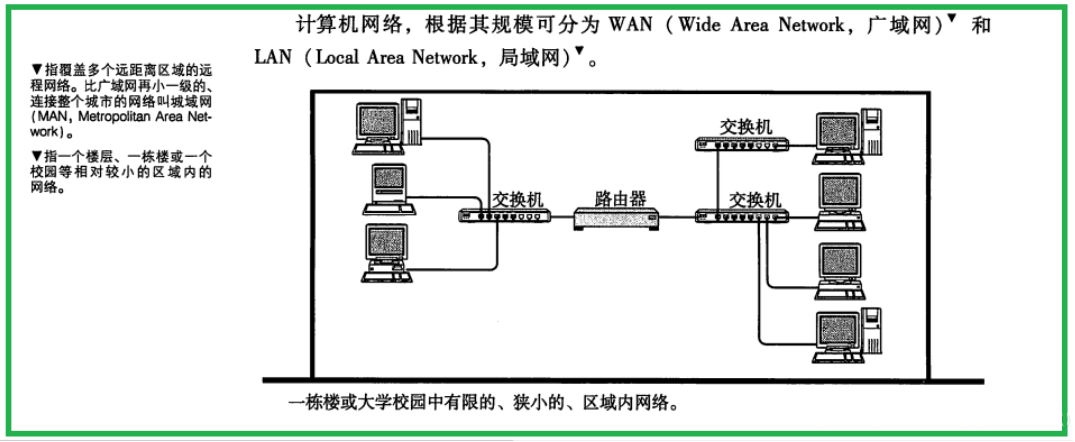 计算机网络，根据其规模可分为 WAN（Wide Area Network，广域网）▼ 和
LAN（Local Area Network，局域网）▼。
▼指覆盖多个远距离区域的远
程网络。比广域网再小一级的、
连接整个城市的网络叫城域网
（MAN，Metropolitan Area Net-
work）。
▼指一个楼层、一栋楼或一个
校园等相对较小的区域内的
网络。
交换机
交换机
路由器
交换机
一栋楼或大学校园中有限的、狭小的、区域内网络。